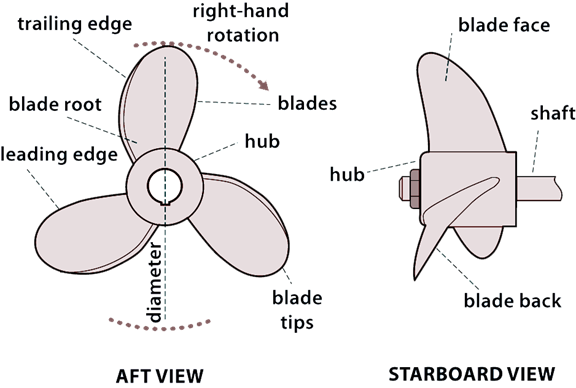 trailing edge
right-hand
rotation
blade root
blades
leading edge
hub
diameter
blade
tips
AFT VIEW
blade face
shaft
hub
blade back
STARBOARD VIEW